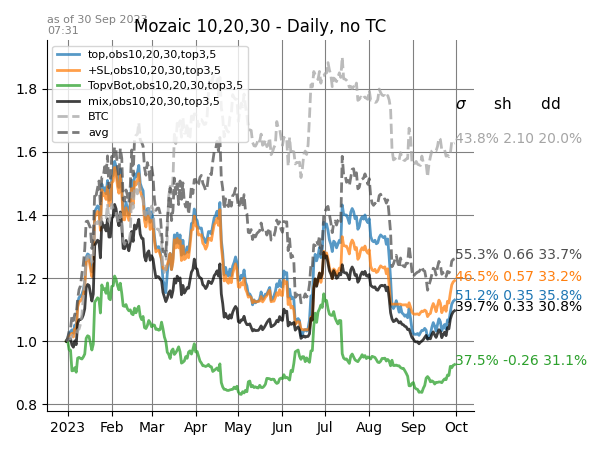 as of 30 Sep 2023
07:31
Mozaic 10,20,30 - Daily, no TC
top,obs10,20,30,top3,5
+SL,obs10,20,30,top3,5
TopvBot,obs10,20,30,top3,5
mix,obs10,20,30,top3,5
BTC
avg
σ sh dd
43.8% 2.10 20.0%
55.3% 0.66 33.7%
46.5% 0.57 33.2%
51.2% 0.35 35.8%
39.7% 0.33 30.8%
37.5% -0.26 31.1%
1.8
1.6
1.4
1.2
1.0
0.8
2023 Feb Mar Apr May Jun Jul Aug Sep Oct